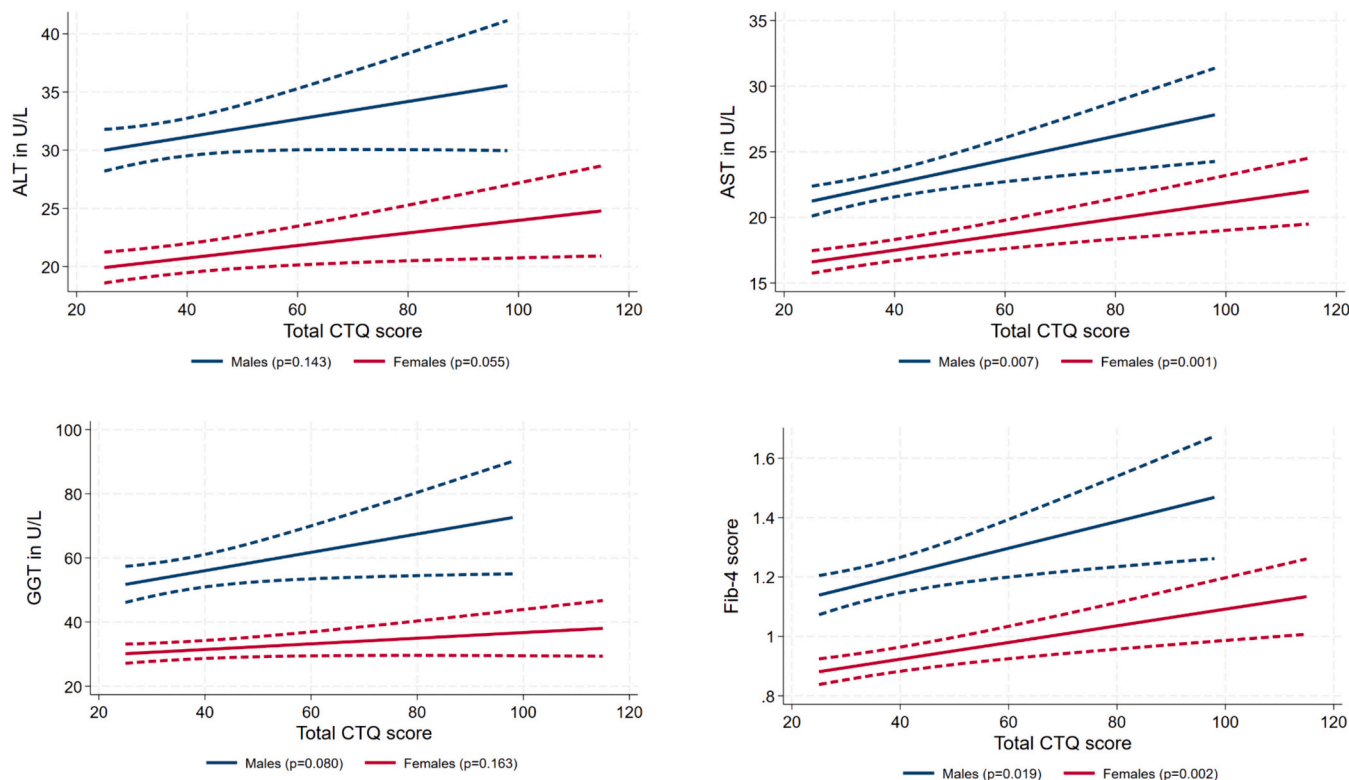 ALT in U/L
40
35
30
25
20
20 40 60 80 100 120
Total CTQ score
Males (p=0.143) Females (p=0.055)
AST in U/L
35
30
25
20
15
20 40 60 80 100 120
Total CTQ score
Males (p=0.007) Females (p=0.001)
GGT in U/L
100
80
60
40
20
20 40 60 80 100 120
Total CTQ score
Males (p=0.080) Females (p=0.163)
Fib-4 score
1.6
1.4
1.2
1
.8
20 40 60 80 100 120
Total CTQ score
Males (p=0.019) Females (p=0.002)